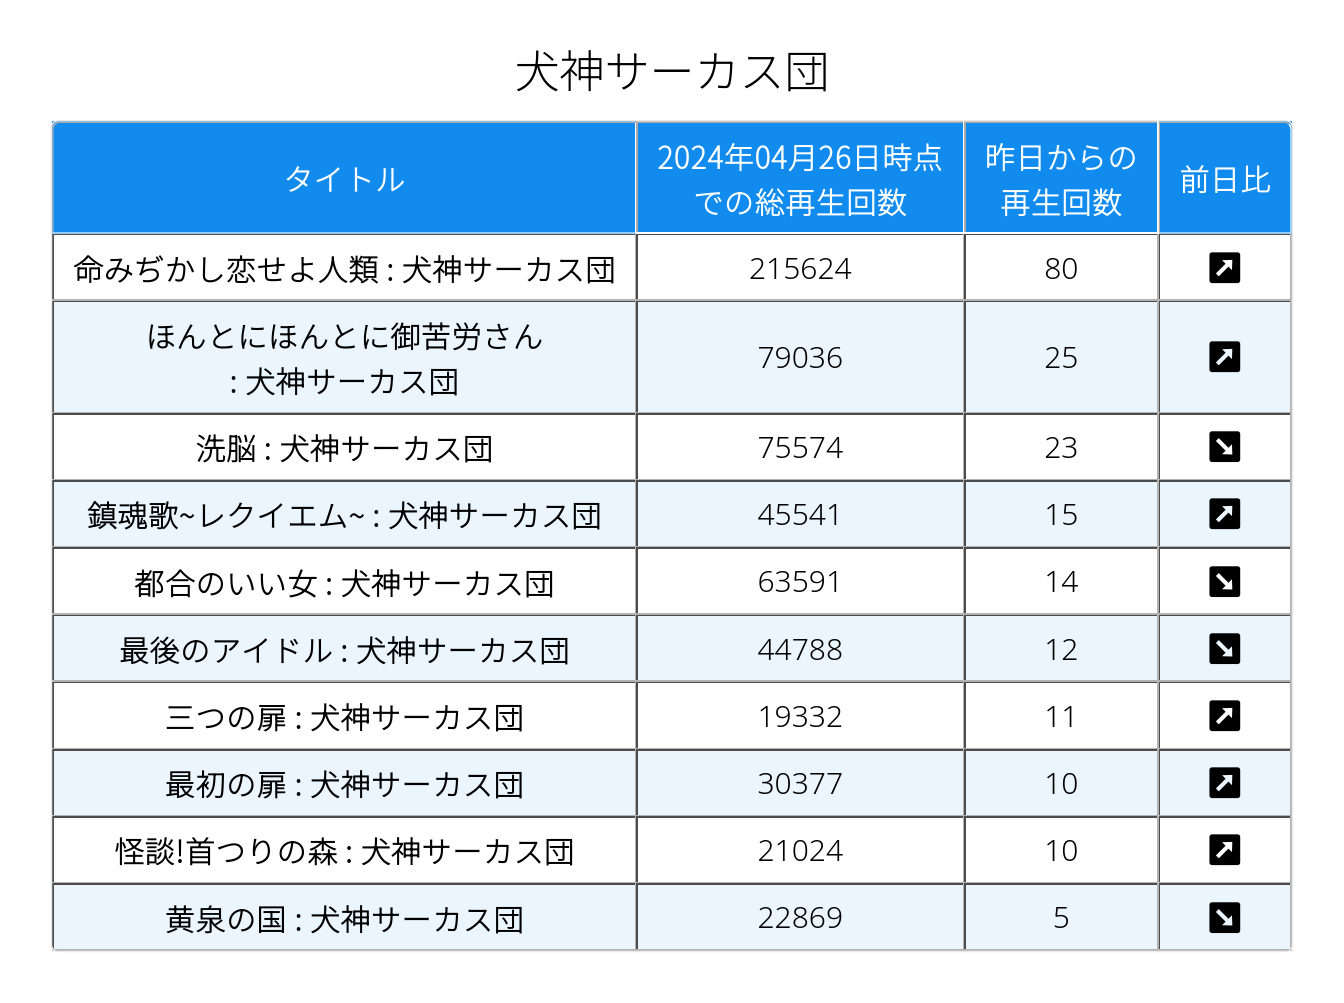 犬神サーカス団
タイトル
2024年04月26日時点
での総再生回数
昨日からの
再生回数
前日比
命みぢかし恋せよ人類 : 犬神サーカス団
215624
80
↗
ほんとにほんとに御苦労さん
: 犬神サーカス団
79036
25
↗
洗脳 : 犬神サーカス団
75574
23
↘
鎮魂歌~レクイエム~ : 犬神サーカス団
45541
15
↗
都合のいい女 : 犬神サーカス団
63591
14
↘
最後のアイドル : 犬神サーカス団
44788
12
↘
三つの扉 : 犬神サーカス団
19332
11
↗
最初の扉 : 犬神サーカス団
30377
10
↗
怪談!首つりの森 : 犬神サーカス団
21024
10
↗
黄泉の国 : 犬神サーカス団
22869
5
↘